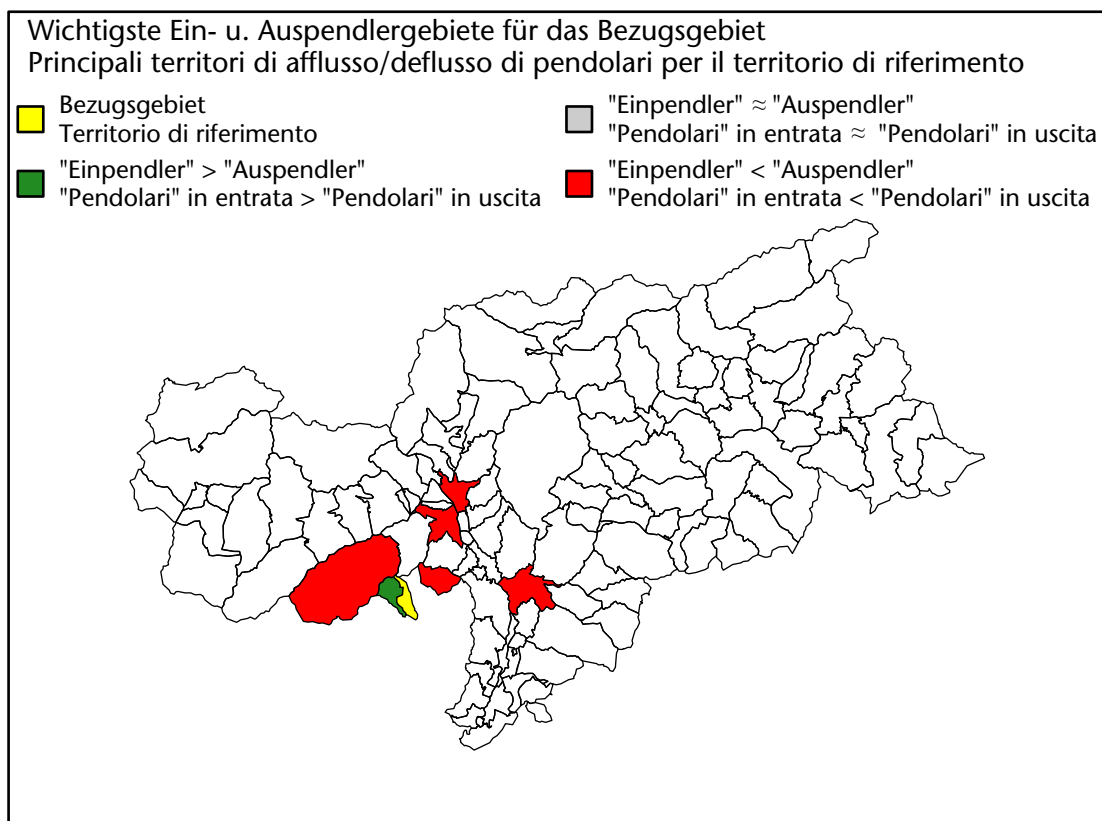 Wichtigste Ein- u. Auspendlergebiete für das Bezugsgebiet
Principali territori di afflusso/deflusso di pendolari per il territorio di riferimento
Bezugsgebiet
Territorio di riferimento
"Einpendler" > "Auspendler"
"Pendolari" in entrata > "Pendolari" in uscita
"Einpendler" ≈ "Auspendler"
"Pendolari" in entrata ≈ "Pendolari" in uscita
"Einpendler" < "Auspendler"
"Pendolari" in entrata < "Pendolari" in uscita